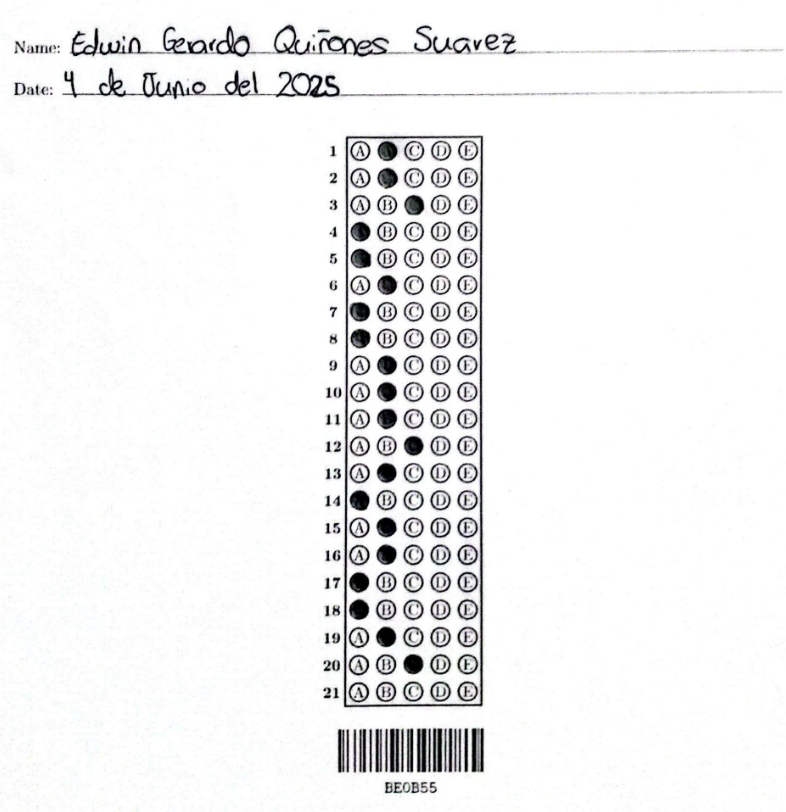 Name: Edwin Gerardo Quiñones Suavez
Date: 4 de Junio del 2025
1 A C D E
2 A C D E
3 A B D E
4 B C D E
5 B C D E
6 A C D E
7 B C D E
8 B C D E
9 A C D E
10 A C D E
11 A C D E
12 A B D E
13 A C D E
14 B C D E
15 A C D E
16 A C D E
17 B C D E
18 B C D E
19 A C D E
20 A B D E
21 A B C D E
BE0B55